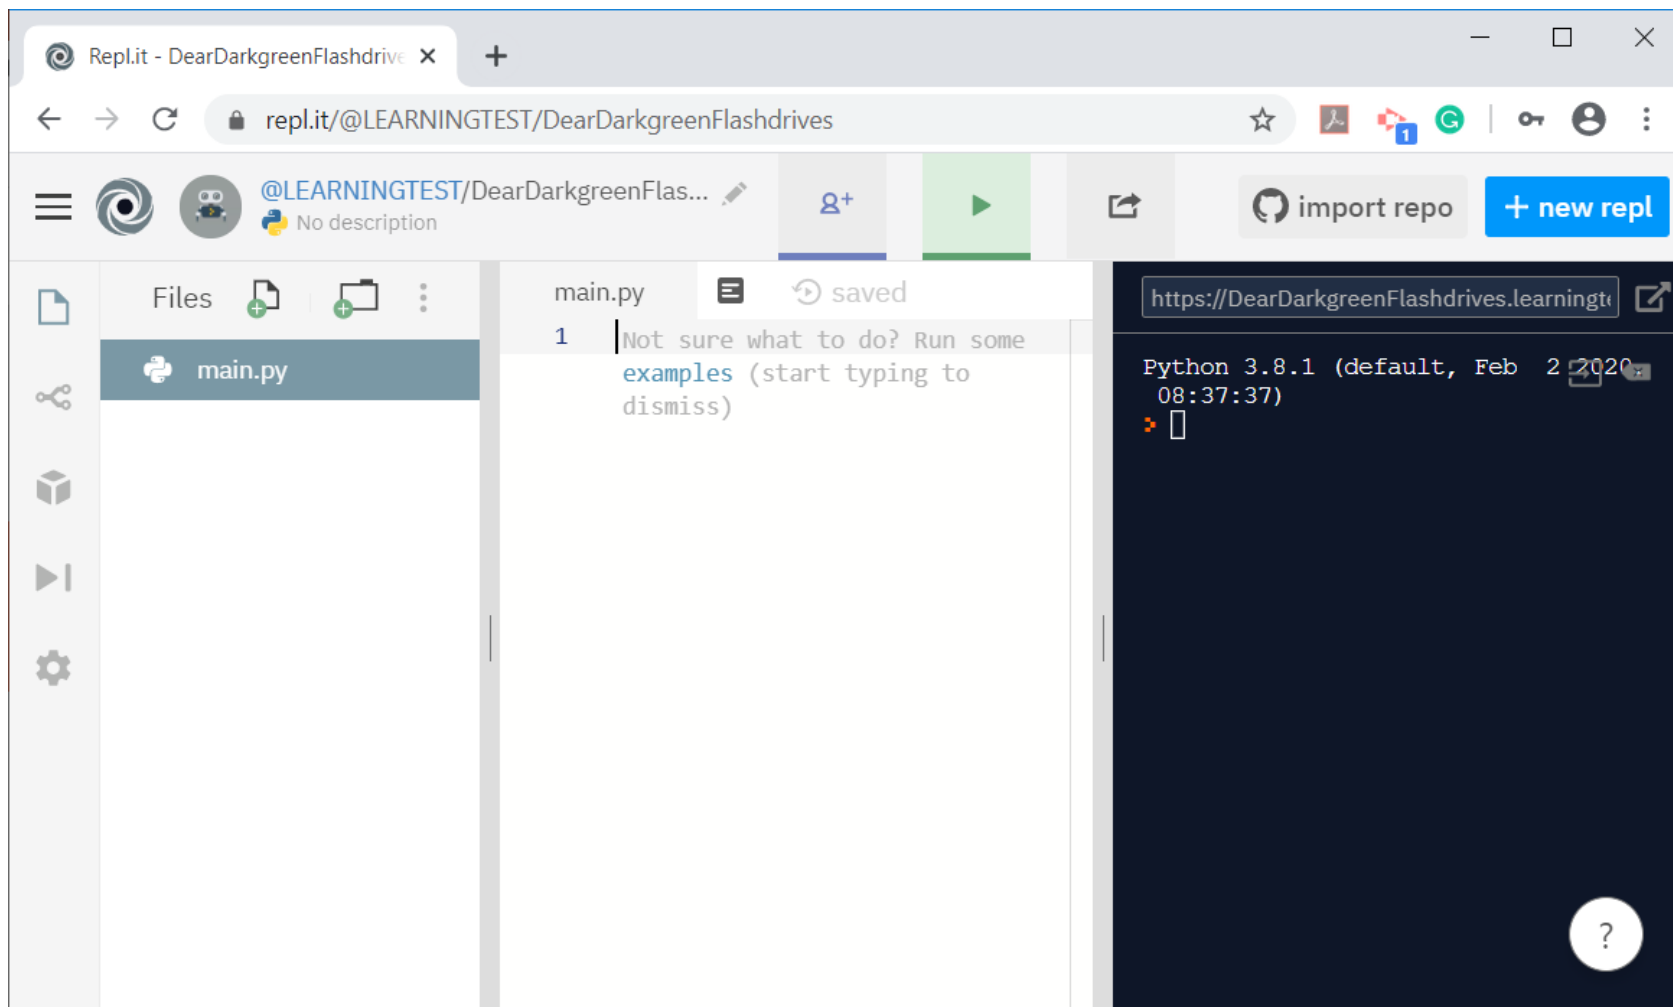 Repl.it - DearDarkgreenFlashdrive
repl.it/@LEARNINGTEST/DearDarkgreenFlashdrives
1
@LEARNINGTEST/DearDarkgreenFlas...
No description
import repo
+ new repl
Files
main.py
saved
https://DearDarkgreenFlashdrives.learningte
main.py
1 Not sure what to do? Run some
examples (start typing to
dismiss)
Python 3.8.1 (default, Feb 2 2020,
08:37:37)
>
?